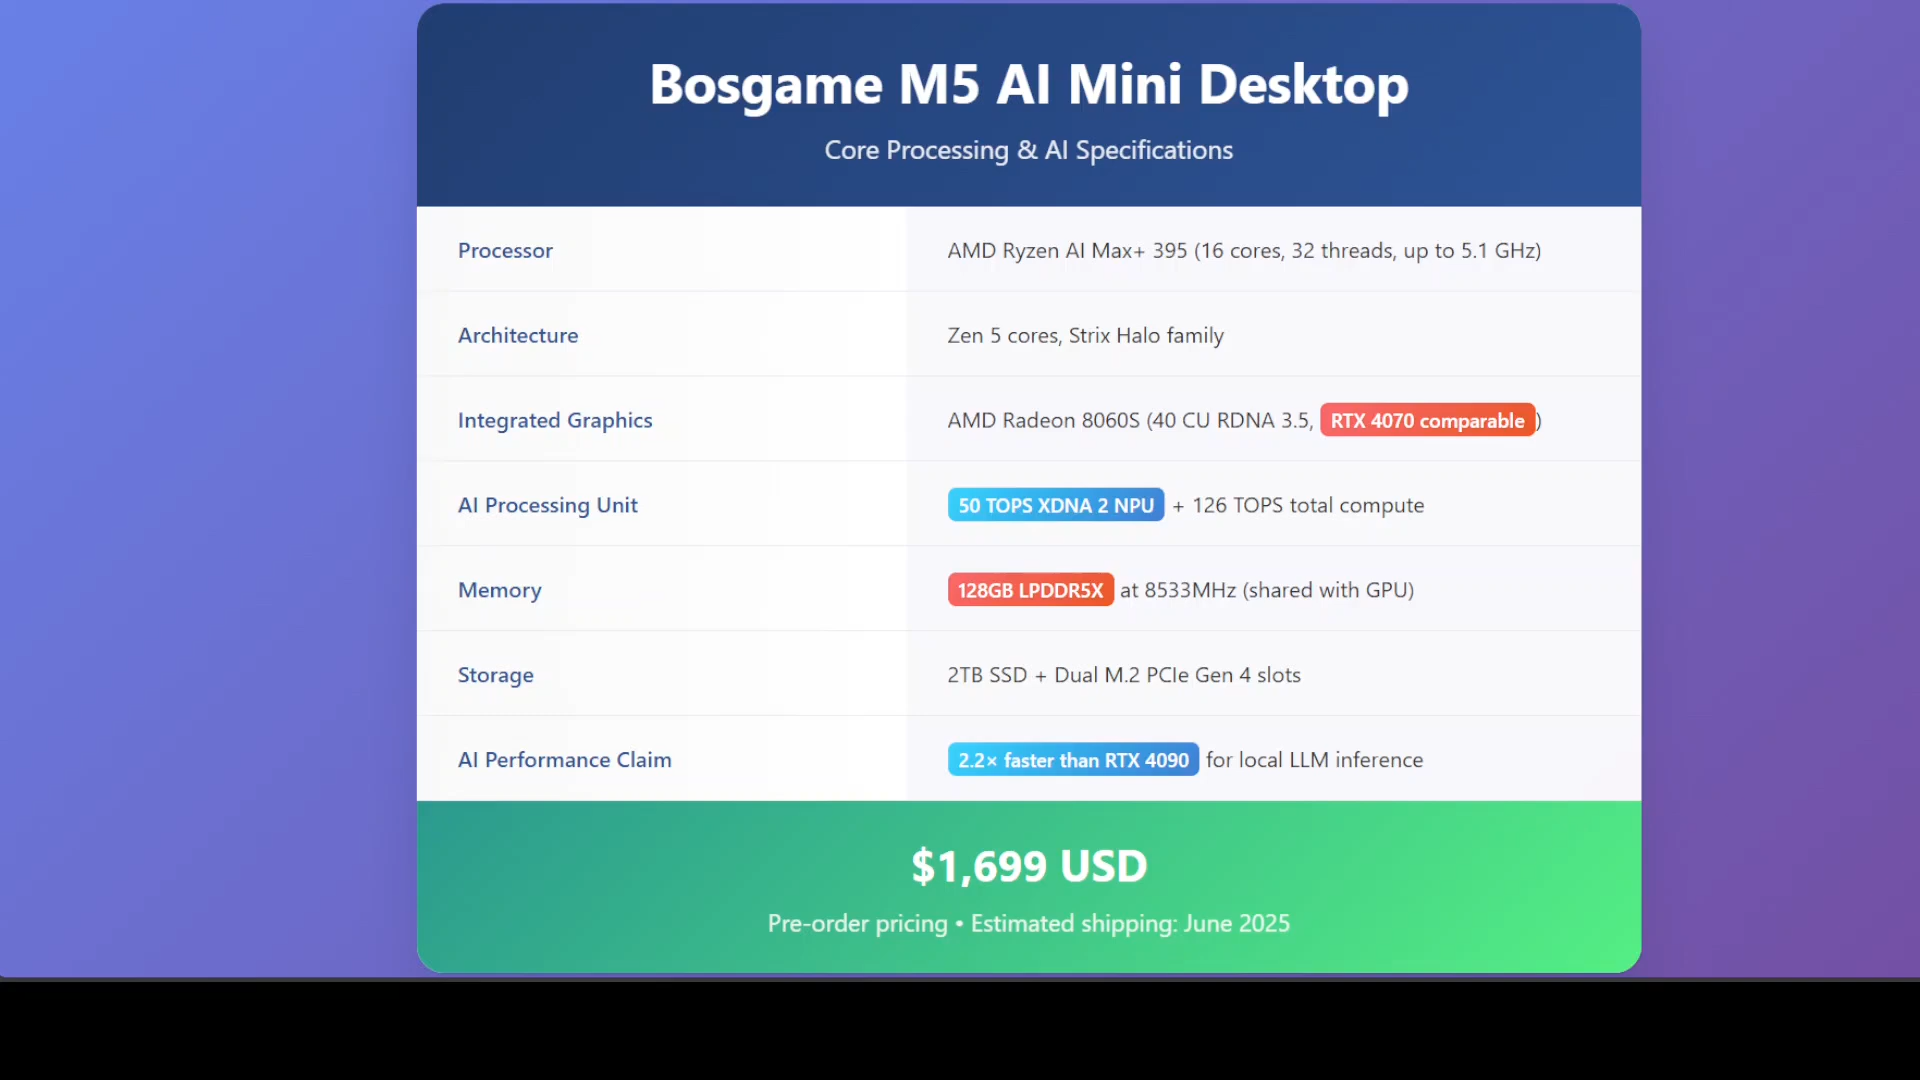 Bosgame M5 AI Mini Desktop
Core Processing & AI Specifications
Processor AMD Ryzen AI Max+ 395 (16 cores, 32 threads, up to 5.1 GHz)
Architecture Zen 5 cores, Strix Halo family
Integrated Graphics AMD Radeon 8060S (40 CU RDNA 3.5, RTX 4070 comparable)
AI Processing Unit 50 TOPS XDNA 2 NPU + 126 TOPS total compute
Memory 128GB LPDDR5X at 8533MHz (shared with GPU)
Storage 2TB SSD + Dual M.2 PCIe Gen 4 slots
AI Performance Claim 2.2× faster than RTX 4090 for local LLM inference
$1,699 USD
Pre-order pricing • Estimated shipping: June 2025